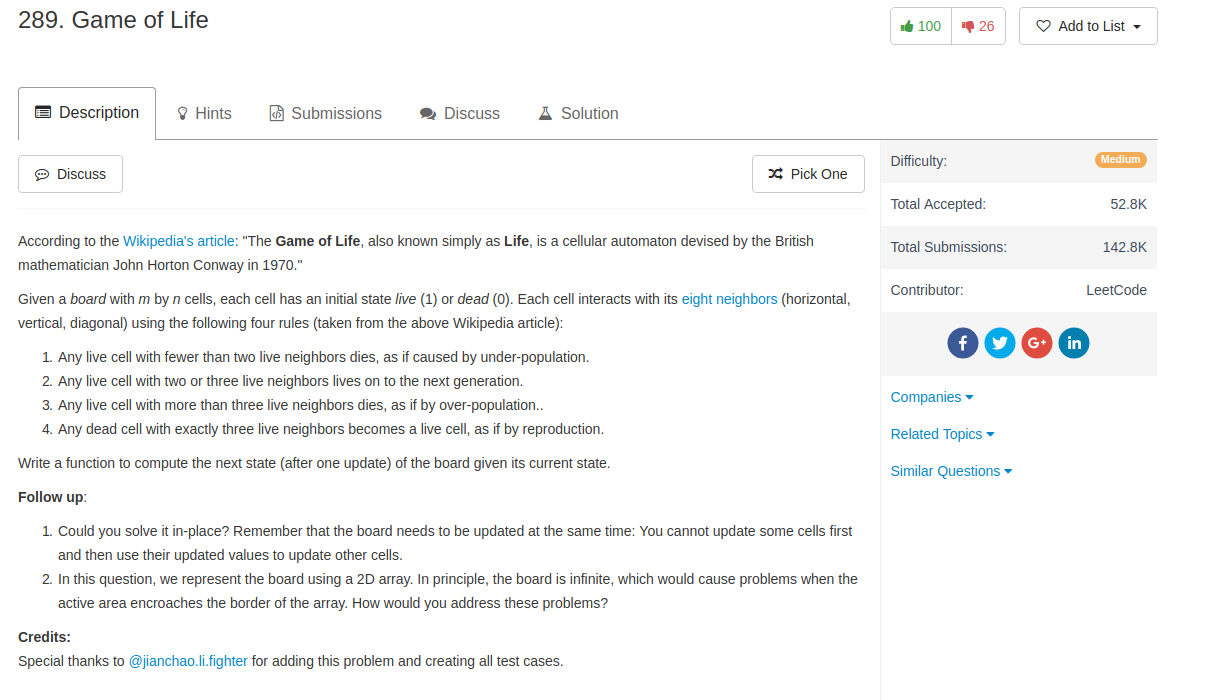 289. Game of Life
100
26
Add to List
Description
Hints
Submissions
Discuss
Solution
Discuss
Pick One
According to the Wikipedia's article: "The Game of Life, also known simply as Life, is a cellular automaton devised by the British
mathematician John Horton Conway in 1970."
Given a board with m by n cells, each cell has an initial state live (1) or dead (0). Each cell interacts with its eight neighbors (horizontal,
vertical, diagonal) using the following four rules (taken from the above Wikipedia article):
1. Any live cell with fewer than two live neighbors dies, as if caused by under-population.
2. Any live cell with two or three live neighbors lives on to the next generation.
3. Any live cell with more than three live neighbors dies, as if by over-population..
4. Any dead cell with exactly three live neighbors becomes a live cell, as if by reproduction.
Write a function to compute the next state (after one update) of the board given its current state.
Follow up:
1. Could you solve it in-place? Remember that the board needs to be updated at the same time: You cannot update some cells first
and then use their updated values to update other cells.
2. In this question, we represent the board using a 2D array. In principle, the board is infinite, which would cause problems when the
active area encroaches the border of the array. How would you address these problems?
Credits:
Special thanks to @jianchao.li.fighter for adding this problem and creating all test cases.
Difficulty: Medium
Total Accepted: 52.8K
Total Submissions: 142.8K
Contributor: LeetCode
f G+ in
Companies
Related Topics
Similar Questions